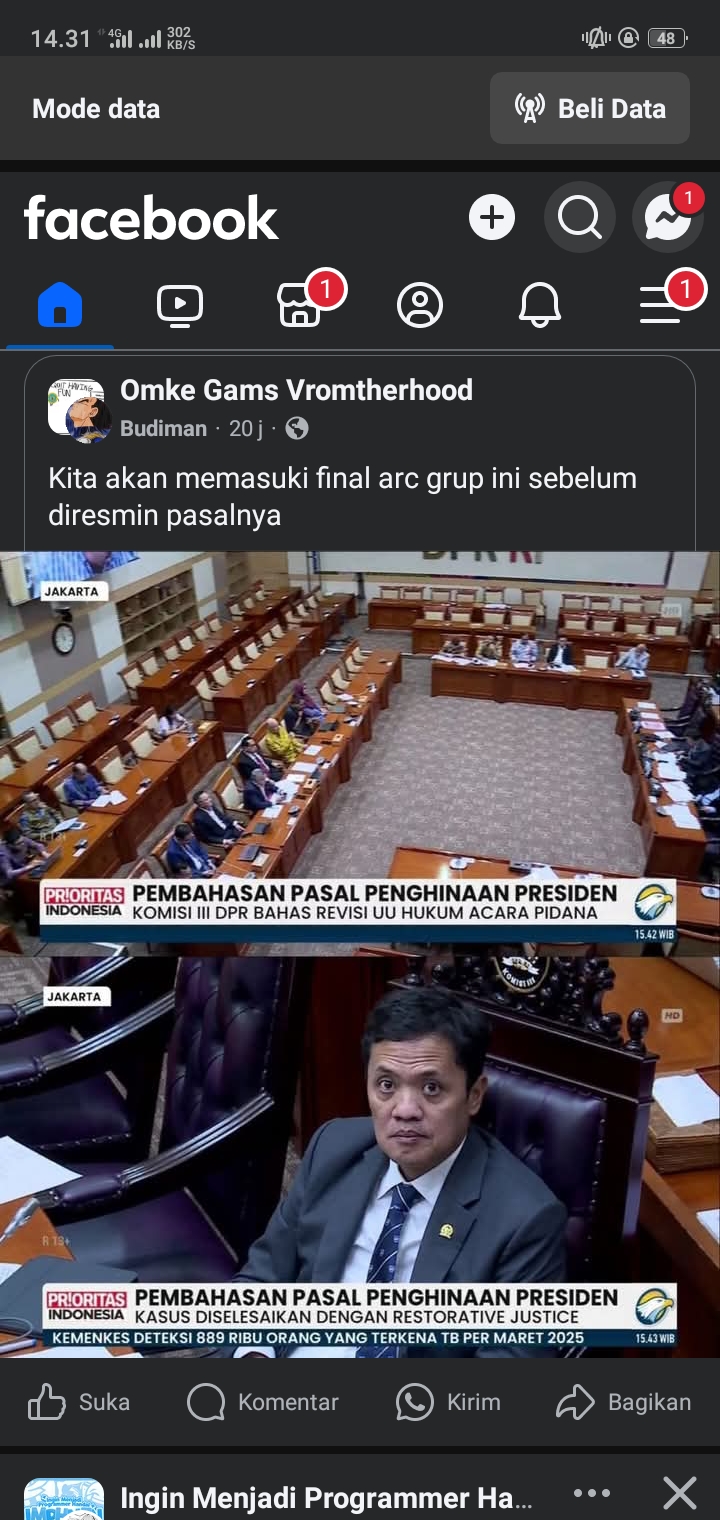 14.31 4G 302 KB/S 48
Mode data
Beli Data
facebook
1
1
1
Omke Gams Vromtherhood
Budiman · 20 j ·
Kita akan memasuki final arc grup ini sebelum
diresmin pasalnya
JAKARTA
PRIORITAS
INDONESIA
PEMBAHASAN PASAL PENGHINAAN PRESIDEN
KOMISI III DPR BAHAS REVISI UU HUKUM ACARA PIDANA
15.42 WIB
JAKARTA
KOMISI III
HD
R 13+
PRIORITAS
INDONESIA
PEMBAHASAN PASAL PENGHINAAN PRESIDEN
KASUS DISELESAIKAN DENGAN RESTORATIVE JUSTICE
KEMENKES DETEKSI 889 RIBU ORANG YANG TERKENA TB PER MARET 2025
15.43 WIB
Suka
Komentar
Kirim
Bagikan
Ingin Menjadi Programmer Ha...